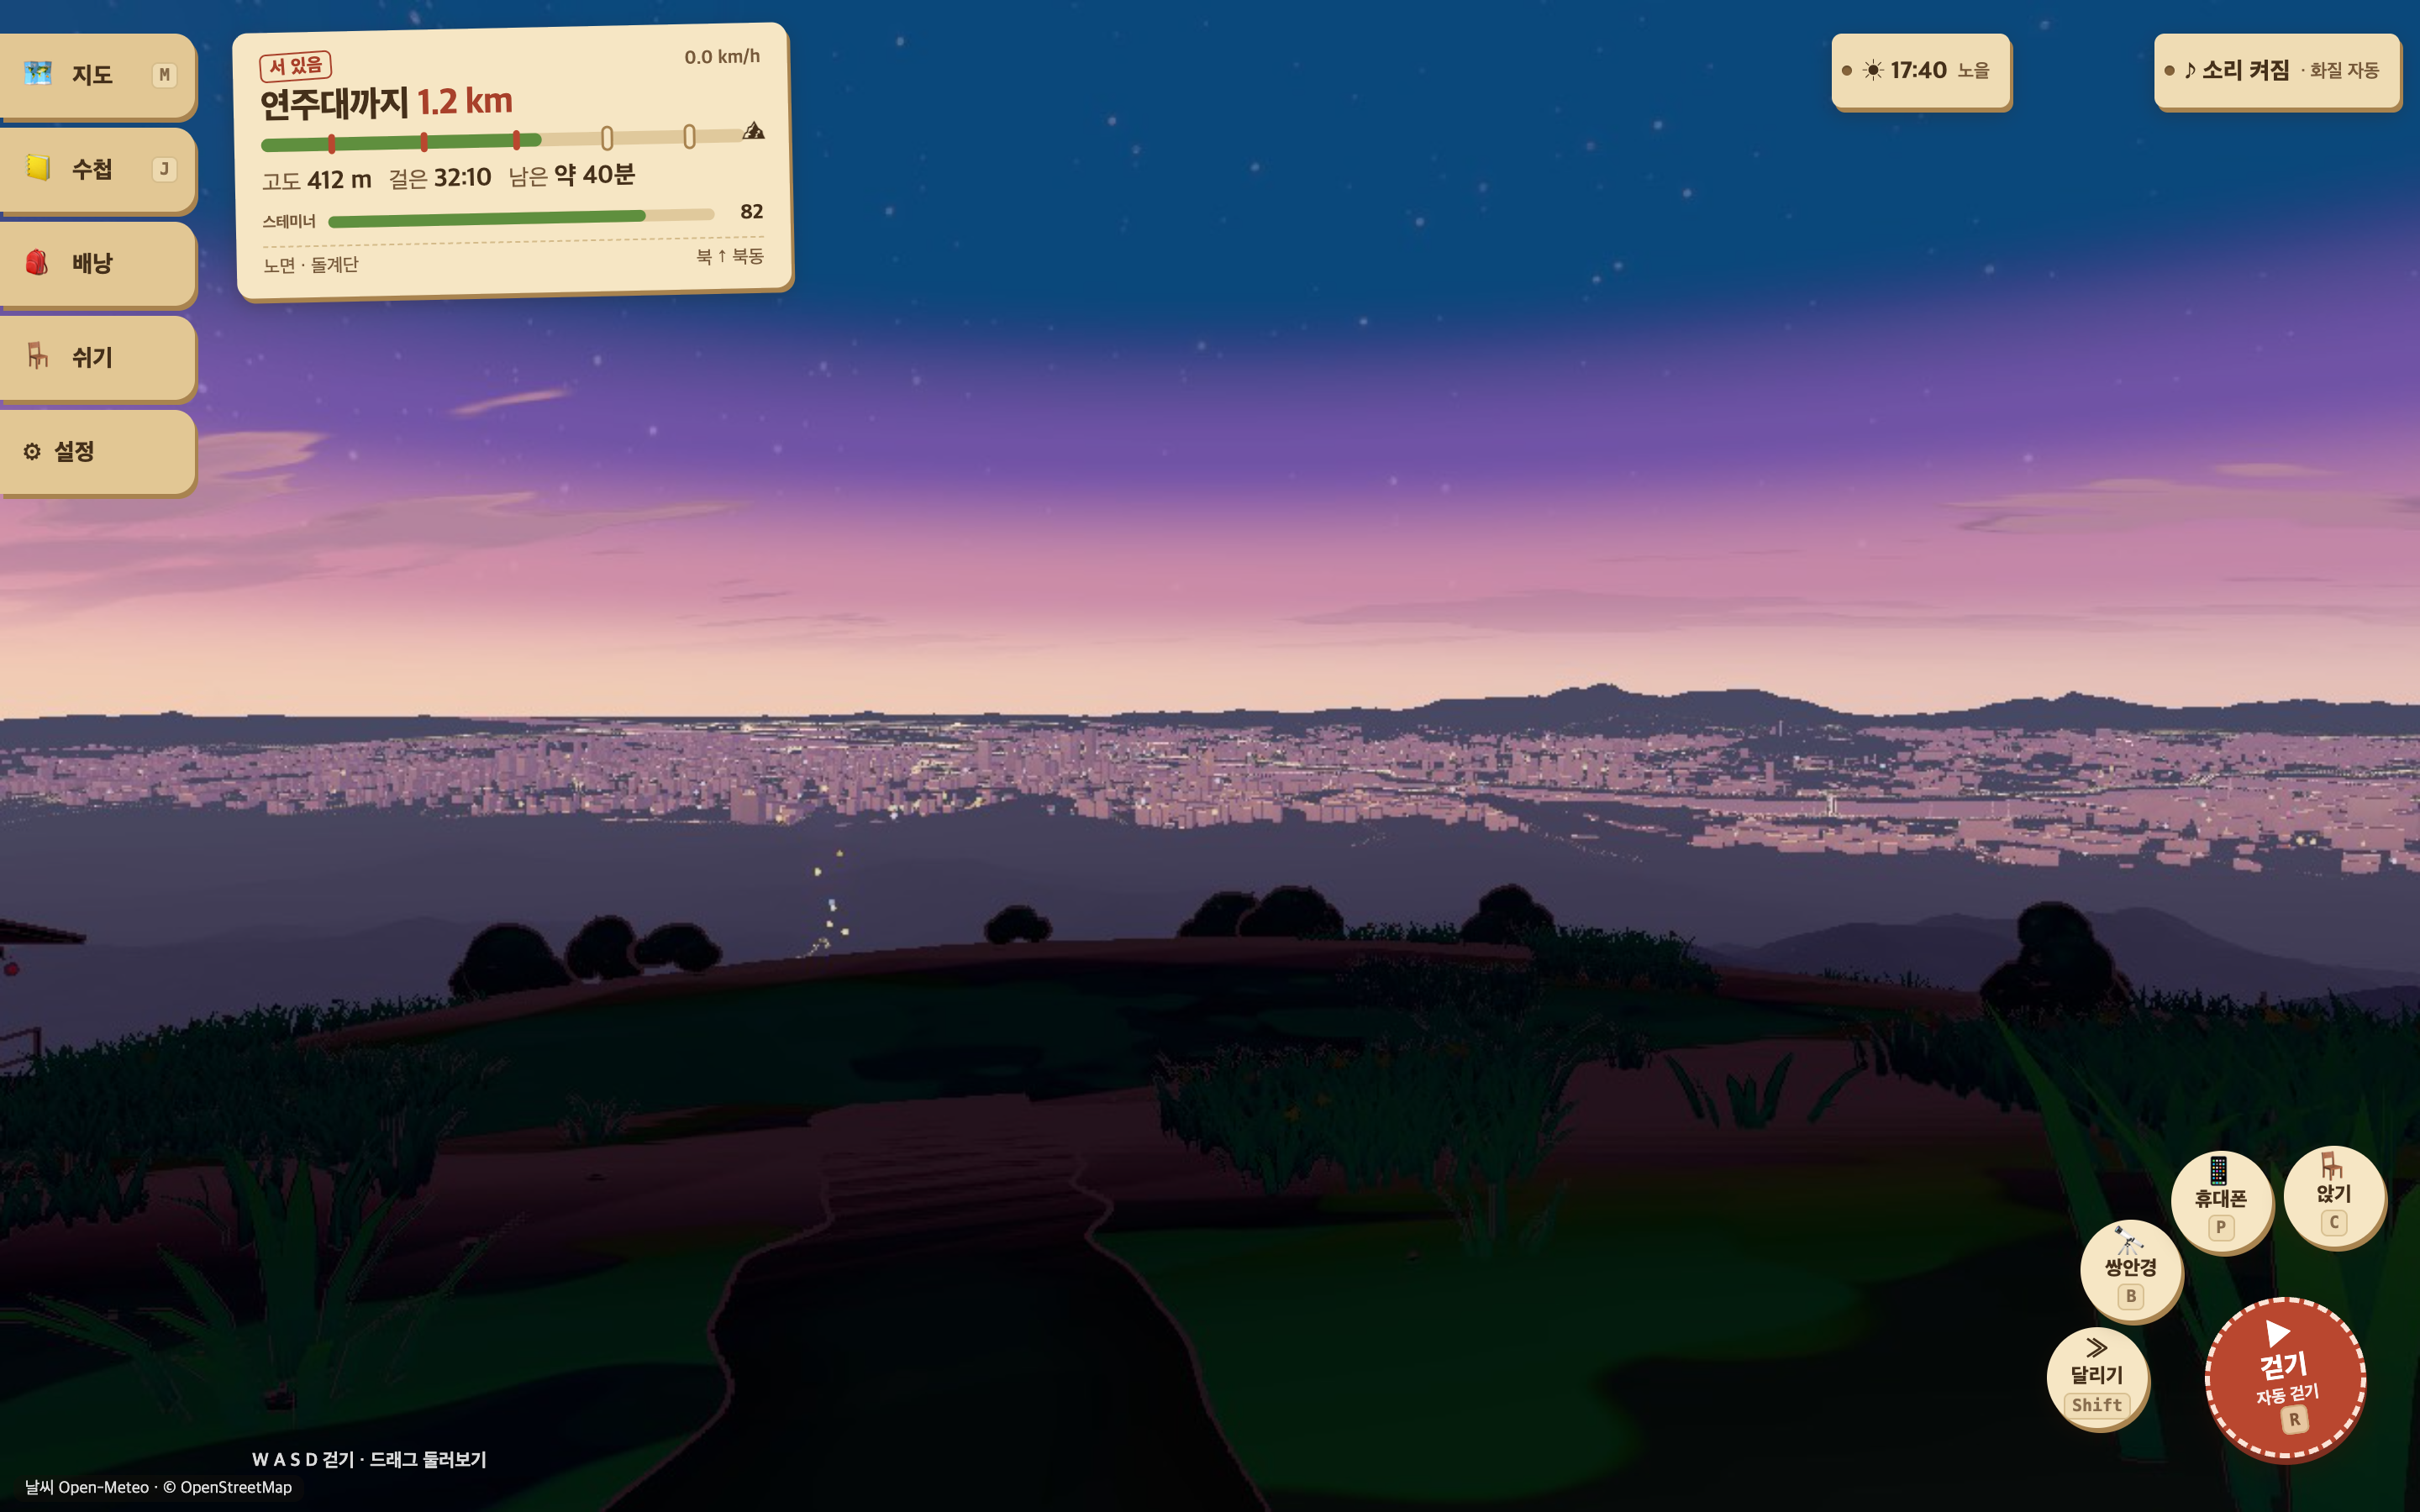 지도 M
수첩 J
배낭
쉬기
설정
서 있음
0.0 km/h
연주대까지 1.2 km
고도 412 m 걸은 32:10 남은 약 40분
스테미너 82
노면 · 돌계단
북 ↑ 북동
17:40 노을
♪ 소리 켜짐 · 화질 자동
휴대폰
P
앉기
C
쌍안경
B
달리기
Shift
걷기
자동 걷기
R
W A S D 걷기 · 드래그 둘러보기
날씨 Open-Meteo · © OpenStreetMap